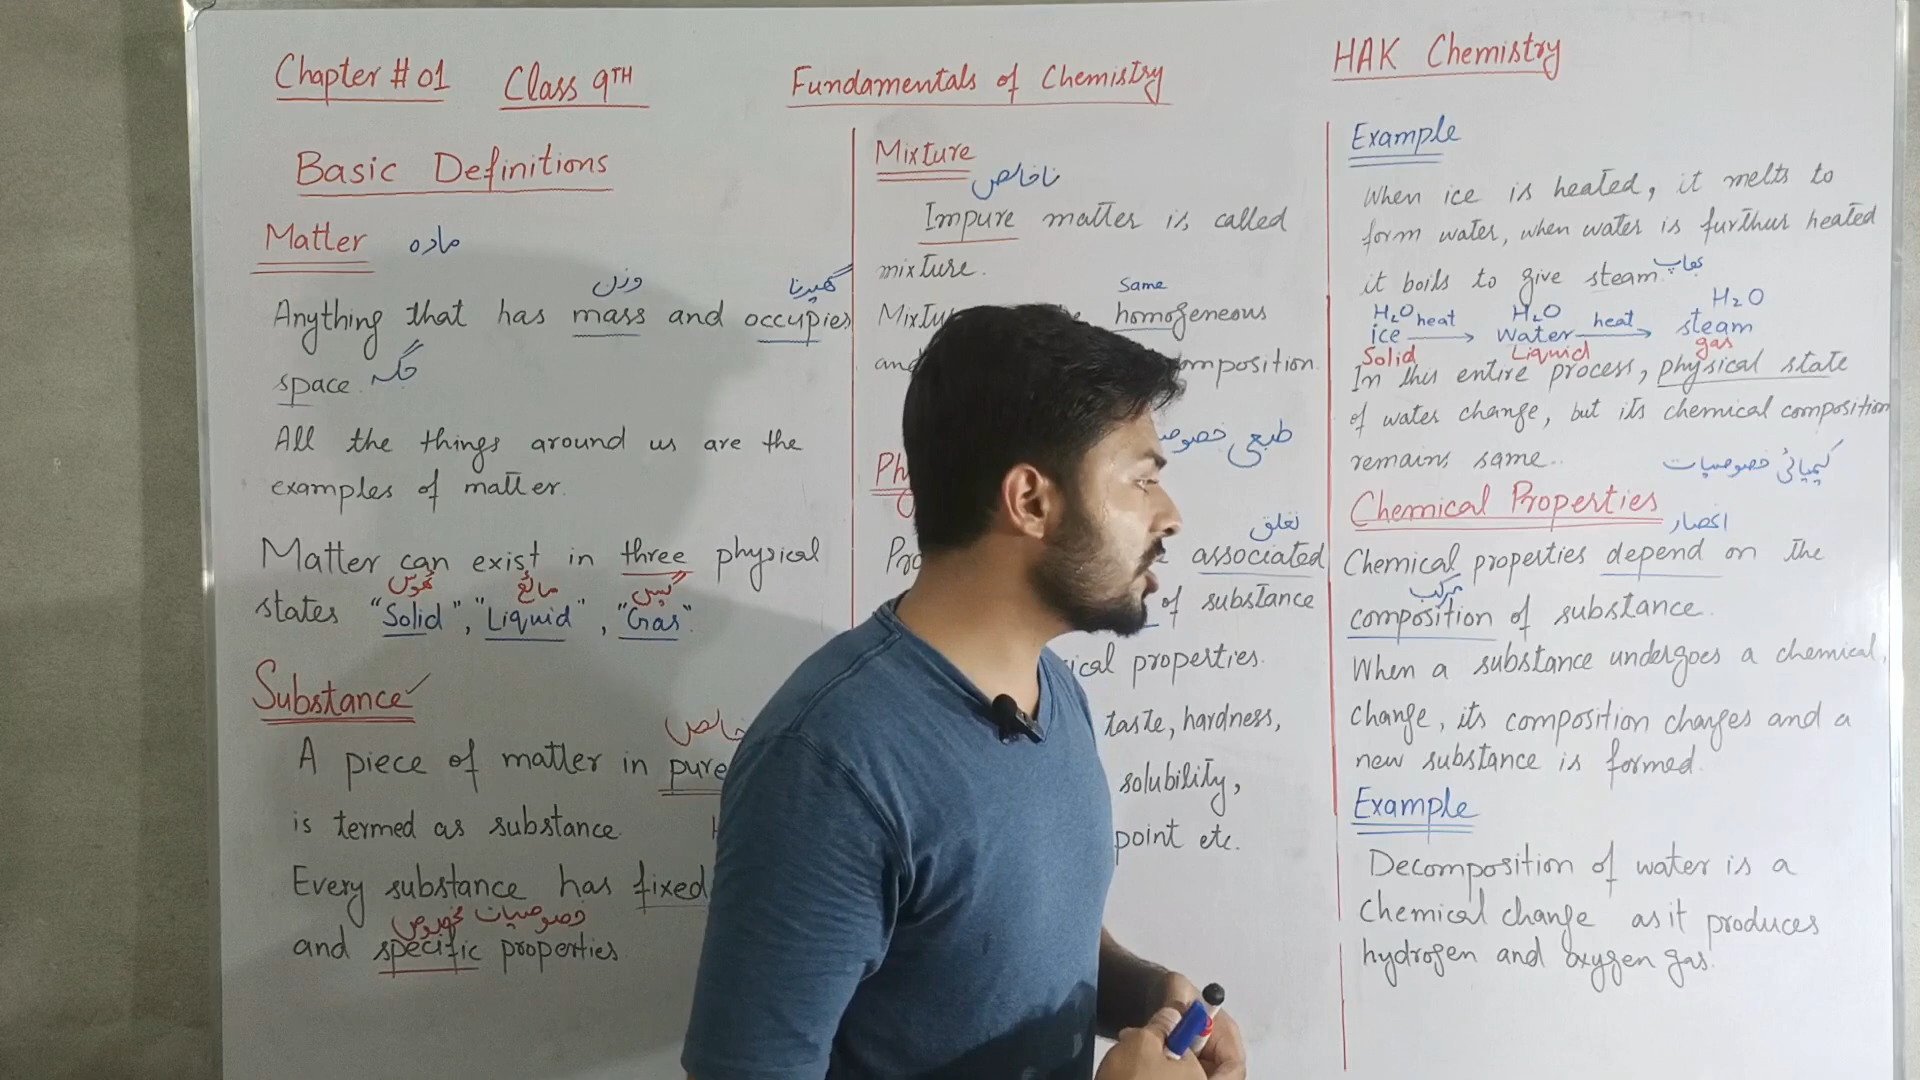 Chapter # 01 Class 9TH Fundamentals of Chemistry HAK Chemistry
Basic Definitions
Matter مادہ
وزن گھیرنا
Anything that has mass and occupies
space. جگہ
All the things around us are the
examples of matter.
Matter can exist in three physical
ٹھوس مائع گیس
states "Solid", "Liquid", "Gas".
Substance ✓
خالص
A piece of matter in pure
is termed as substance.
Every substance has fixed
خصوصیات مخصوص
and specific properties
Mixture
ناخالص
Impure matter is called
mixture.
Same
homogeneous
composition.
طبعی
تعلق
associated
of substance
properties.
taste, hardness,
solubility,
point etc.
Example
When ice is heated, it melts to
form water, when water is furthur heated
it boils to give steam. بھاپ
H₂O heat H₂O heat H₂O
ice → Water → steam
Solid Liquid gas
In this entire process, physical state
of water change, but its chemical composition
remains same..
کیمیائی خصوصیات
Chemical Properties
انحصار
Chemical properties depend on the
مرکب
composition of substance.
When a substance undergoes a chemical
change, its composition changes and a
new substance is formed.
Example
Decomposition of water is a
Chemical change as it produces
hydrogen and oxygen gas.